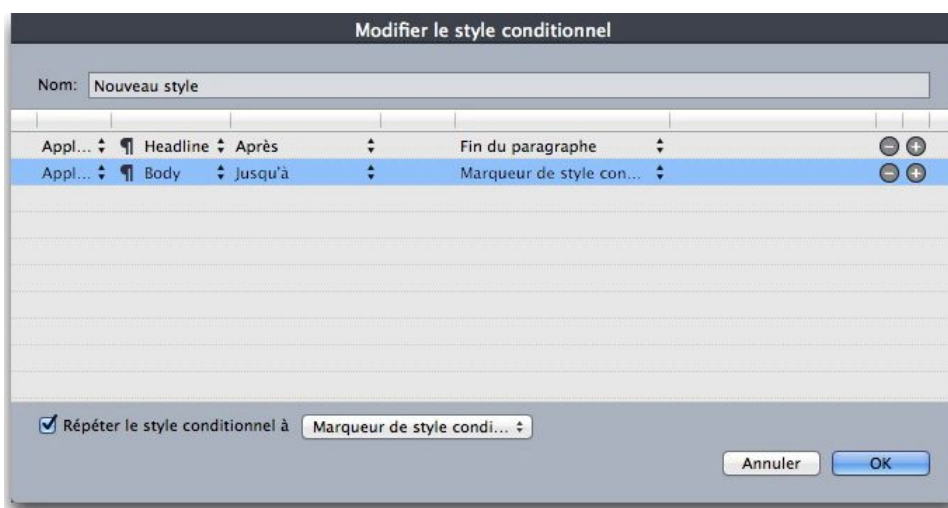 Modifier le style conditionnel
Nom: Nouveau style
Appl... ¶ Headline Après Fin du paragraphe
Appl... ¶ Body Jusqu'à Marqueur de style con...
Répéter le style conditionnel à Marqueur de style condi...
Annuler OK